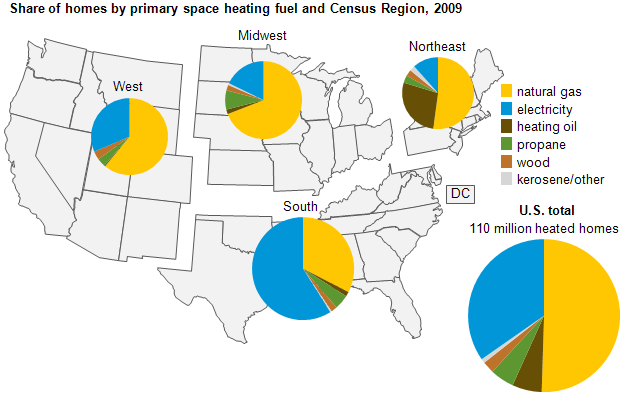 Share of homes by primary space heating fuel and Census Region, 2009
Midwest
Northeast
West
natural gas
electricity
heating oil
propane
wood
kerosene/other
DC
South
U.S. total
110 million heated homes